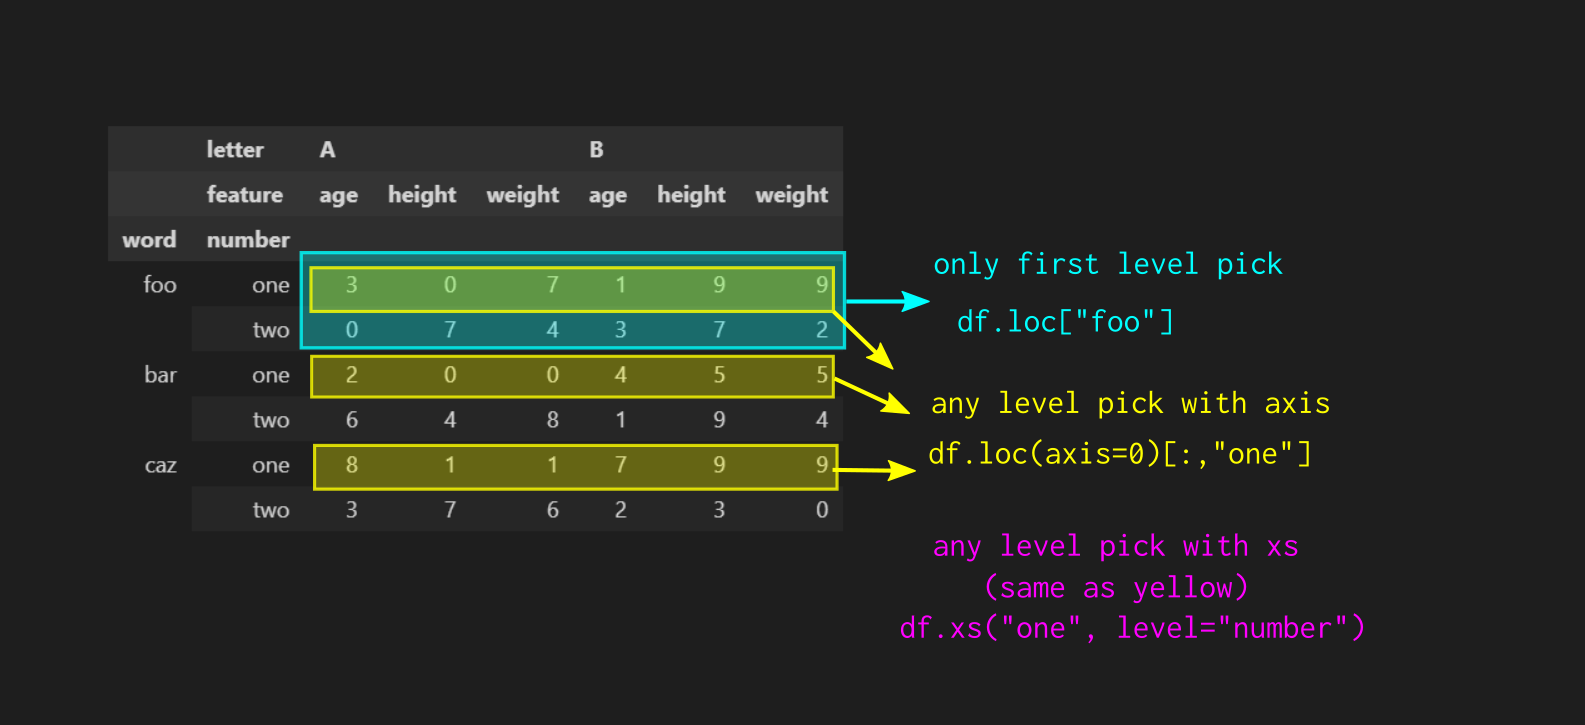 letter A B
feature age height weight age height weight
word number
foo one 3 0 7 1 9 9
two 0 7 4 3 7 2
bar one 2 0 0 4 5 5
two 6 4 8 1 9 4
caz one 8 1 1 7 9 9
two 3 7 6 2 3 0
only first level pick
df.loc["foo"]
any level pick with axis
df.loc(axis=0)[:,"one"]
any level pick with xs
(same as yellow)
df.xs("one", level="number")